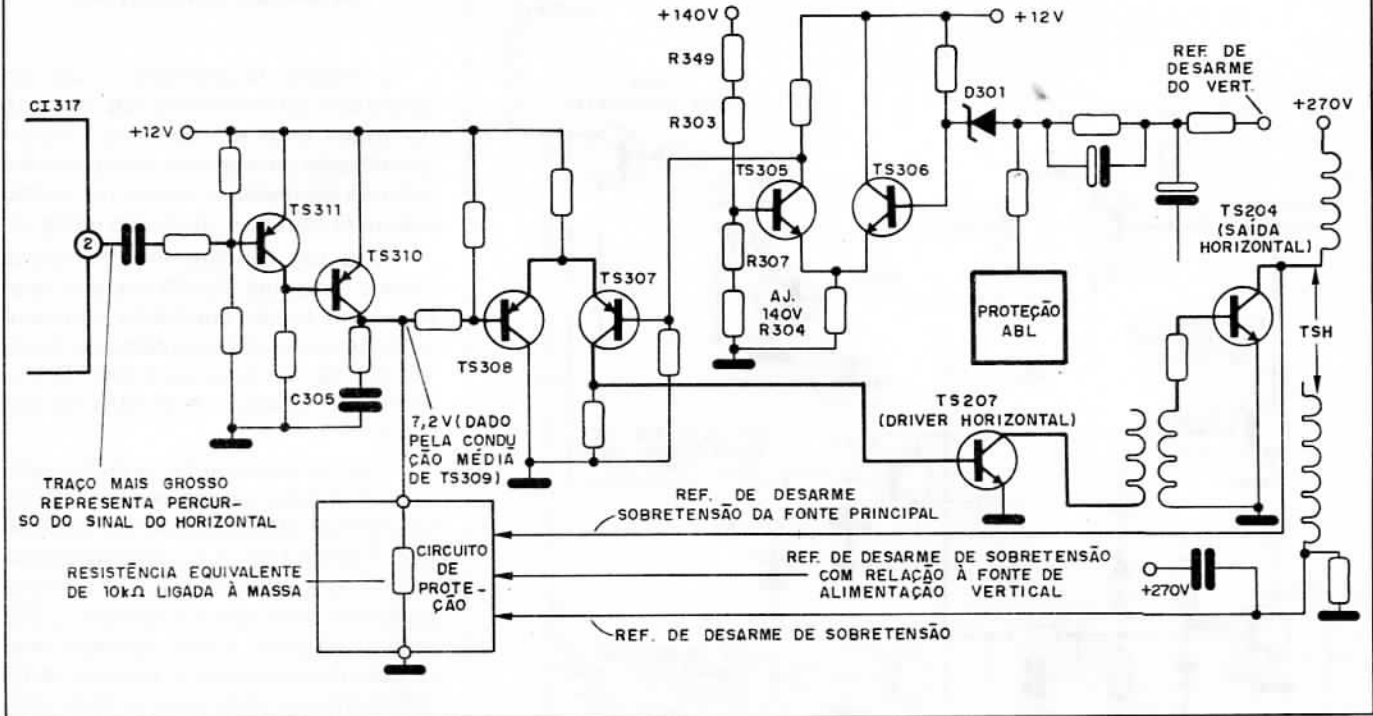 +140V
+12V
R349
REF. DE
DESARME
DO VERT.
D301
+270V
CI317
+12V
R303
TS305
TS306
TS311
2
TS204
(SAÍDA
HORIZONTAL)
TS310
TS307
R307
AJ.
140V
R304
PROTEÇÃO
ABL
TSH
TS308
C305
7,2V (DADO
PELA CONDU
ÇÃO MÉDIA
DE TS309)
TS207
(DRIVER HORIZONTAL)
TRAÇO MAIS GROSSO
REPRESENTA PERCUR-
SO DO SINAL DO HORIZONTAL
REF. DE DESARME
SOBRETENSÃO DA FONTE PRINCIPAL
CIRCUITO
DE
PROTE-
ÇÃO
RESISTÊNCIA EQUIVALENTE
DE 10kΩ LIGADA À MASSA
REF. DE DESARME DE SOBRETENSÃO
COM RELAÇÃO À FONTE DE
ALIMENTAÇÃO DE VERTICAL
+270V
REF. DE DESARME DE SOBRETENSÃO